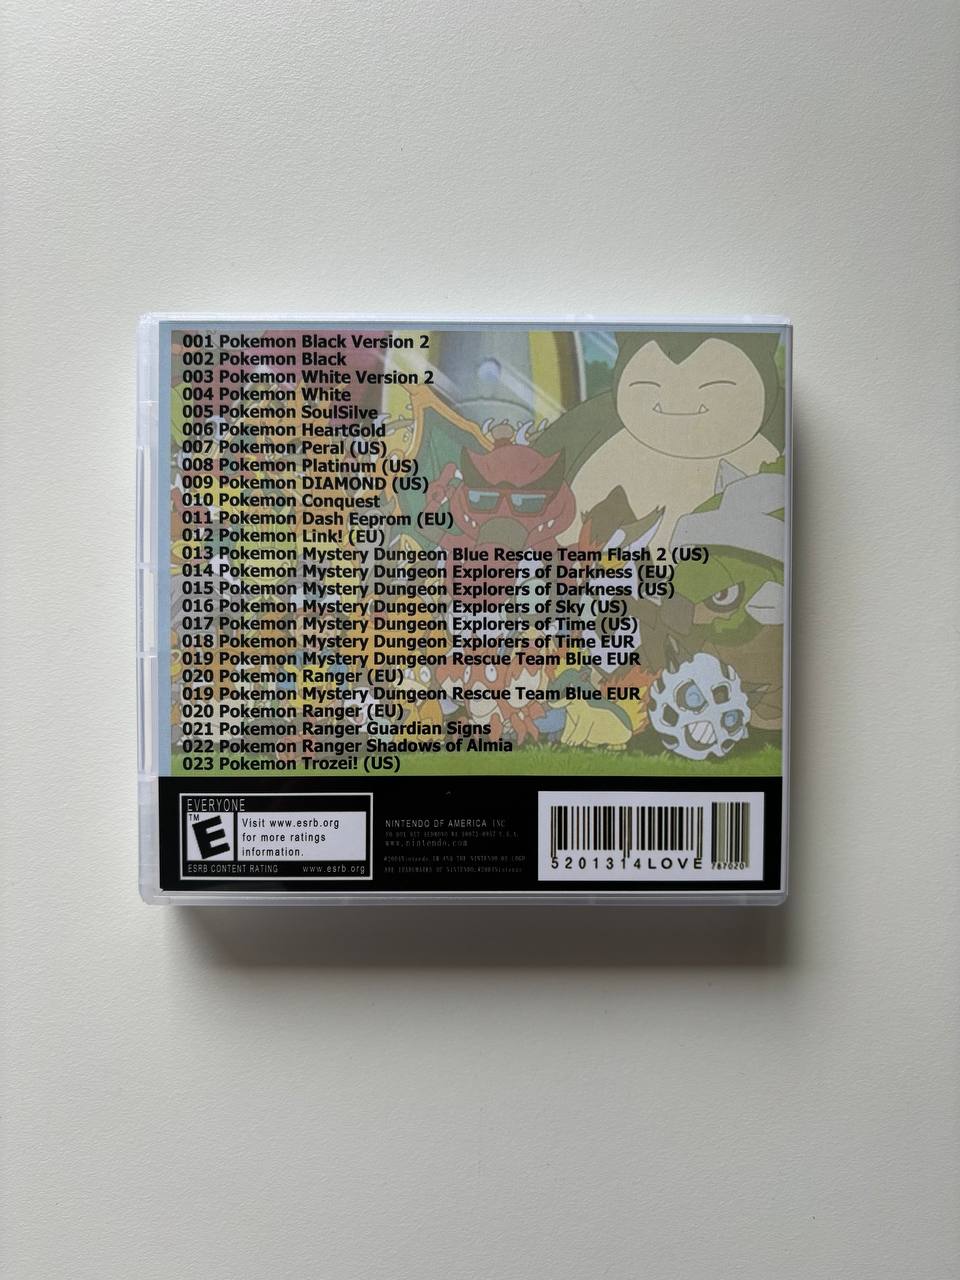 001 Pokemon Black Version 2
002 Pokemon Black
003 Pokemon White Version 2
004 Pokemon White
005 Pokemon SoulSilve
006 Pokemon HeartGold
007 Pokemon Peral (US)
008 Pokemon Platinum (US)
009 Pokemon DIAMOND (US)
010 Pokemon Conquest
011 Pokemon Dash Eeprom (EU)
012 Pokemon Link! (EU)
013 Pokemon Mystery Dungeon Blue Rescue Team Flash 2 (US)
014 Pokemon Mystery Dungeon Explorers of Darkness (EU)
015 Pokemon Mystery Dungeon Explorers of Darkness (US)
016 Pokemon Mystery Dungeon Explorers of Sky (US)
017 Pokemon Mystery Dungeon Explorers of Time (US)
018 Pokemon Mystery Dungeon Explorers of Time EUR
019 Pokemon Mystery Dungeon Rescue Team Blue EUR
020 Pokemon Ranger (EU)
019 Pokemon Mystery Dungeon Rescue Team Blue EUR
020 Pokemon Ranger (EU)
021 Pokemon Ranger Guardian Signs
022 Pokemon Ranger Shadows of Almia
023 Pokemon Trozei! (US)
EVERYONE
TM
E
Visit www.esrb.org
for more ratings
information.
ESRB CONTENT RATING www.esrb.org
NINTENDO OF AMERICA INC
www.nintendo.com
5201314LOVE
787020